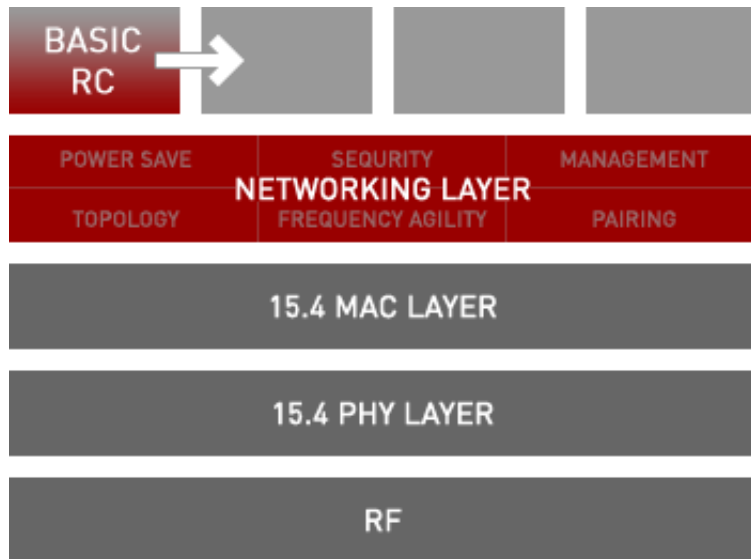 BASIC
RC
POWER SAVE SEQURITY MANAGEMENT
NETWORKING LAYER
TOPOLOGY FREQUENCY AGILITY PAIRING
15.4 MAC LAYER
15.4 PHY LAYER
RF